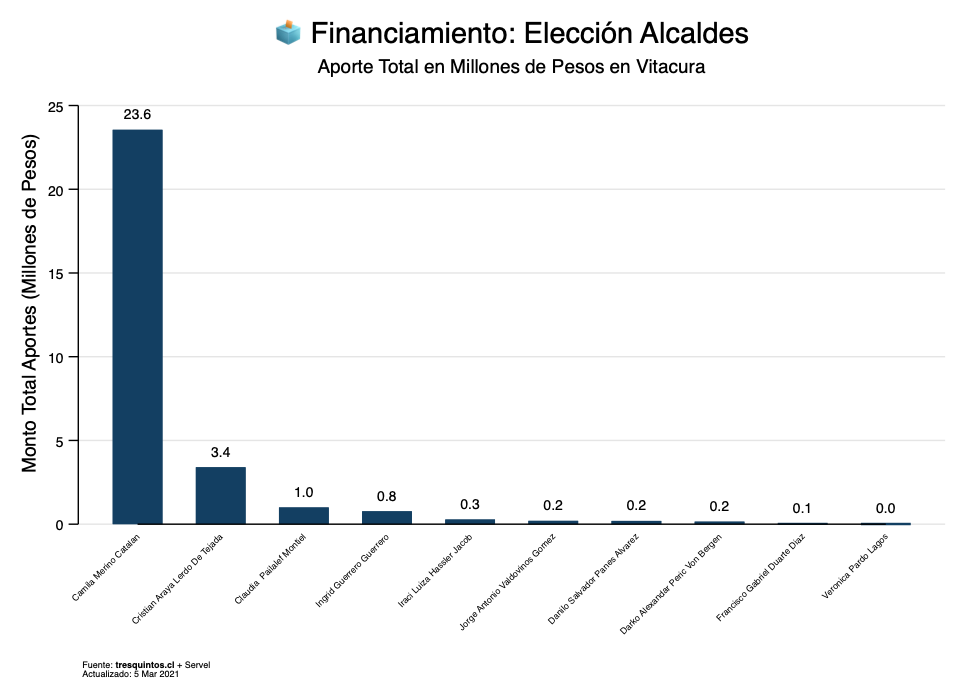 🗳️ Financiamiento: Elección Alcaldes
Aporte Total en Millones de Pesos en Vitacura
Monto Total Aportes (Millones de Pesos)
25
20
15
10
5
0
23.6
3.4
1.0
0.8
0.3
0.2
0.2
0.2
0.1
0.0
Camila Merino Catalan
Cristian Araya Lerdo De Tejada
Claudia Pailalef Montiel
Ingrid Guerrero Guerrero
Iraci Luiza Hassler Jacob
Jorge Antonio Valdovinos Gomez
Danilo Salvador Panes Alvarez
Darko Alexandar Peric Von Bergen
Francisco Gabriel Duarte Diaz
Veronica Pardo Lagos
Fuente: tresquintos.cl + Servel
Actualizado: 5 Mar 2021